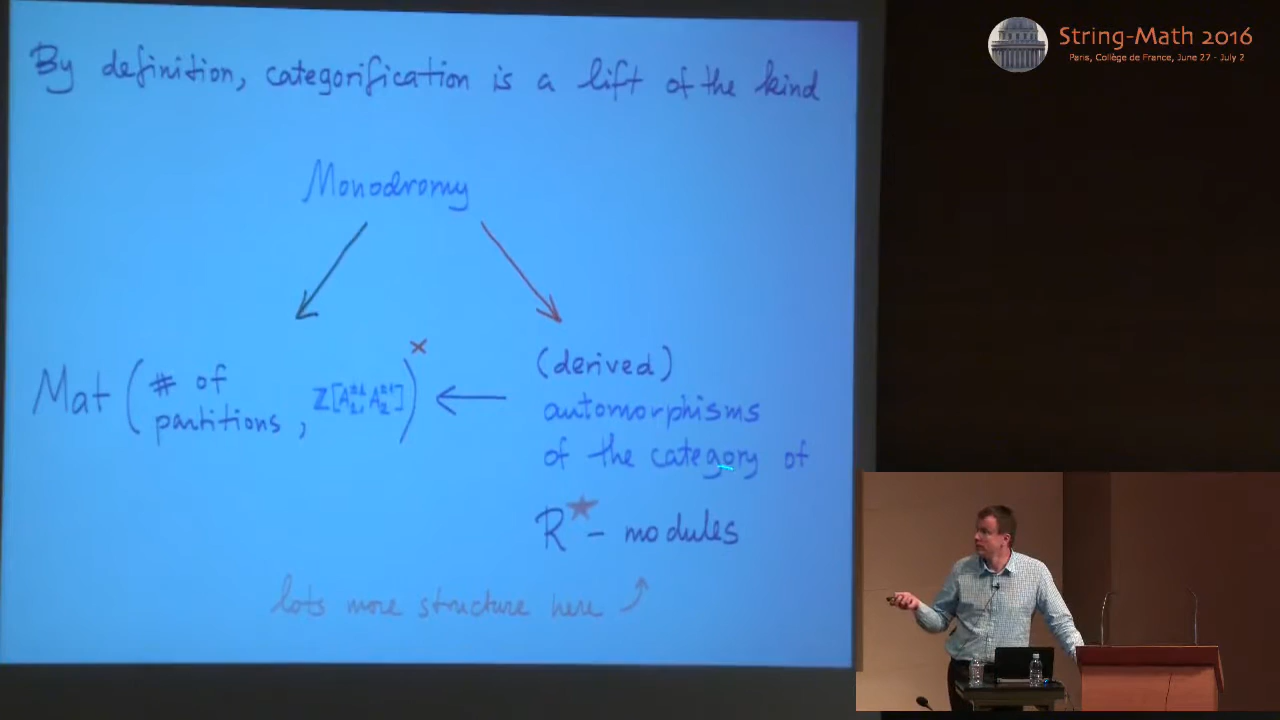 String-Math 2016
Paris, Collège de France, June 27 - July 2
By definition, categorification is a lift of the kind
Monodromy
Mat ( # of partitions, Z[A₁^±1, A₂^±1] )^×
(derived)
automorphisms
of the category of
R★ - modules
lots more structure here